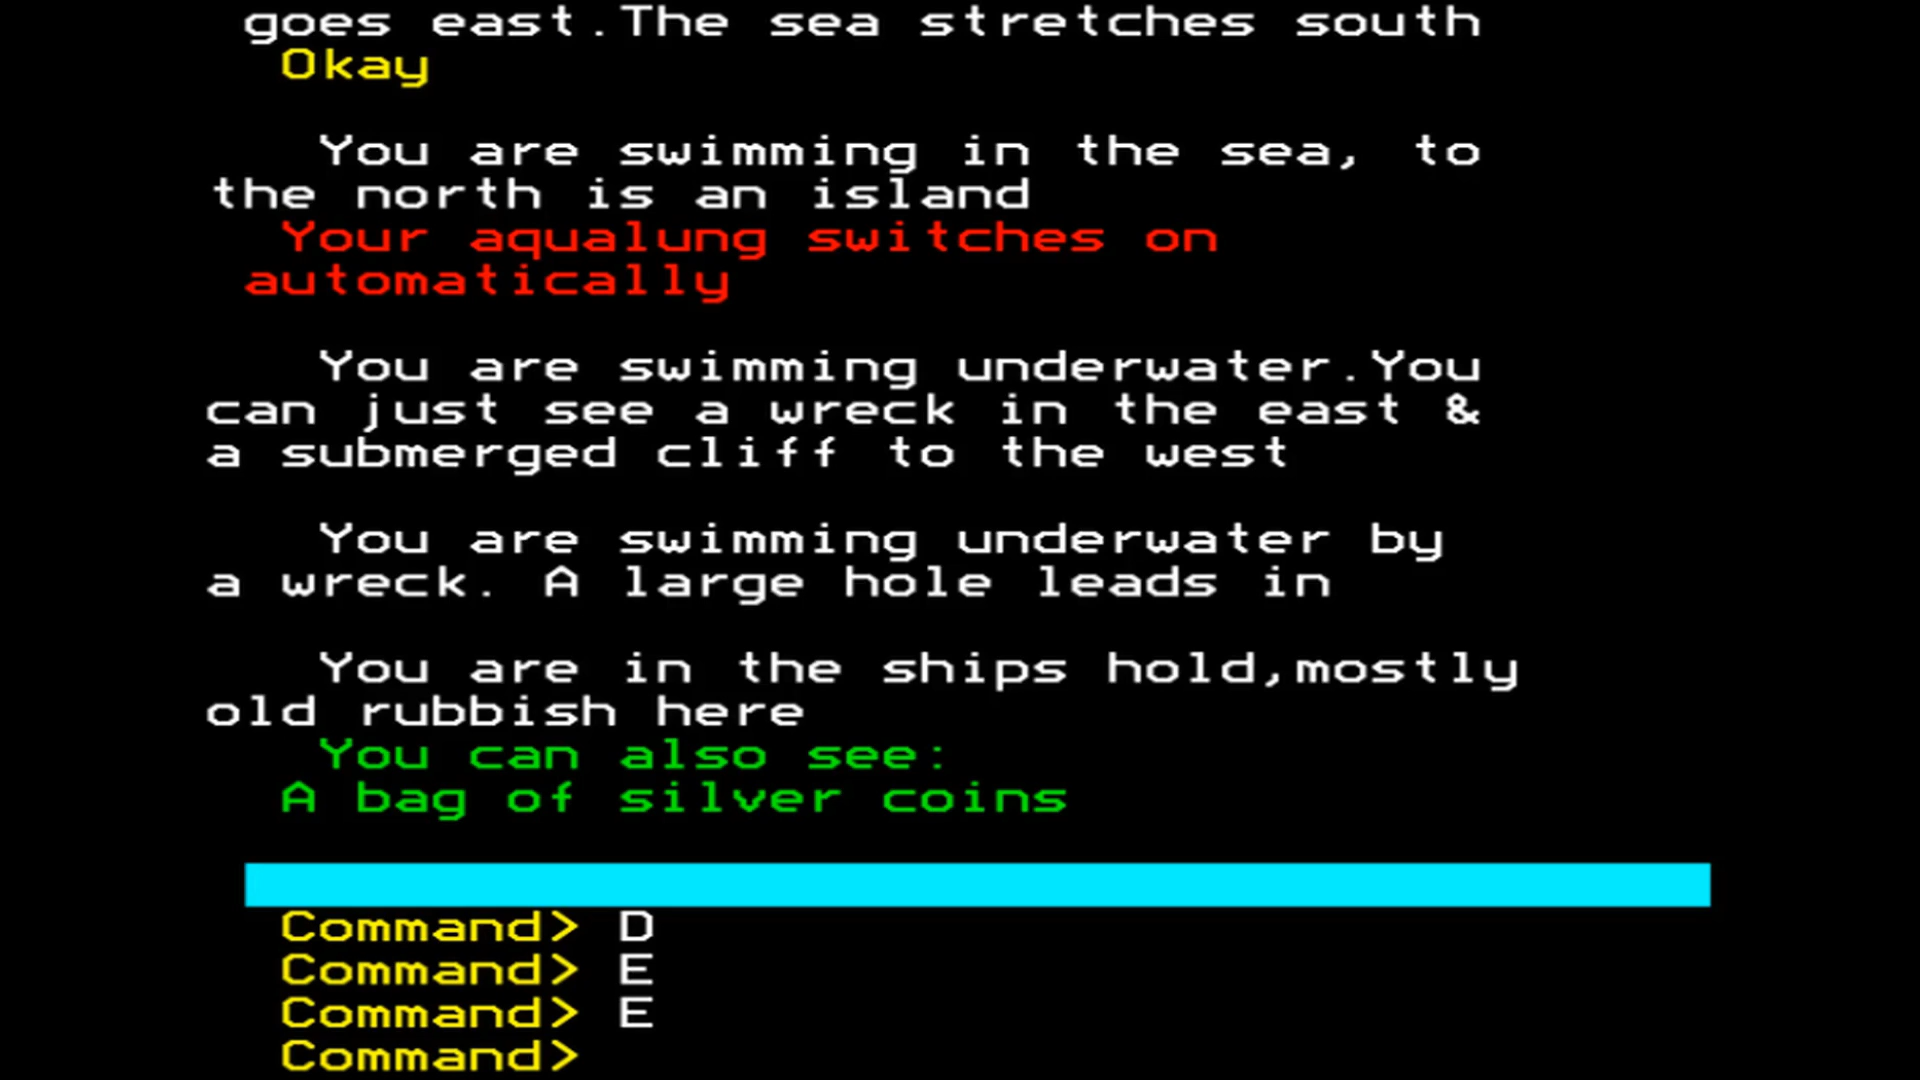 goes east.The sea stretches south
Okay
You are swimming in the sea, to
the north is an island
Your aqualung switches on
automatically
You are swimming underwater.You
can just see a wreck in the east &
a submerged cliff to the west
You are swimming underwater by
a wreck. A large hole leads in
You are in the ships hold,mostly
old rubbish here
You can also see:
A bag of silver coins
Command> D
Command> E
Command> E
Command>